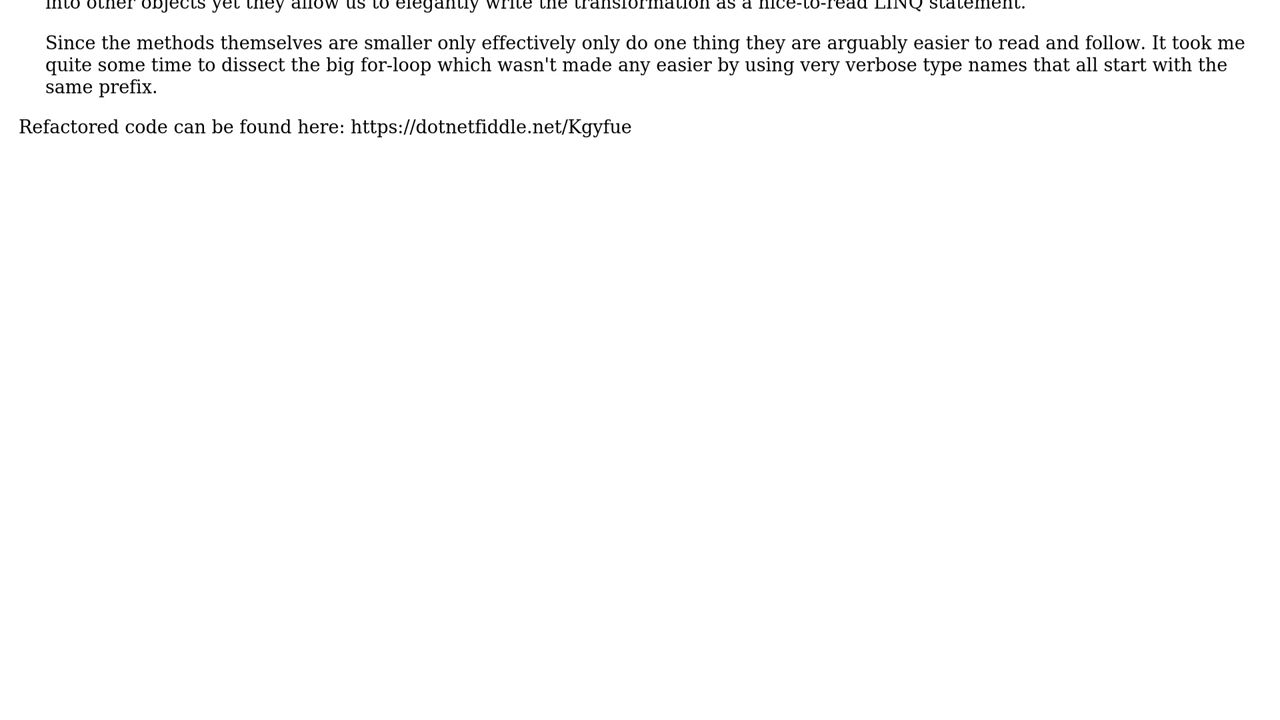 into other objects yet they allow us to elegantly write the transformation as a nice-to-read LINQ statement.
Since the methods themselves are smaller only effectively only do one thing they are arguably easier to read and follow. It took me
quite some time to dissect the big for-loop which wasn't made any easier by using very verbose type names that all start with the
same prefix.
Refactored code can be found here: https://dotnetfiddle.net/Kgyfue